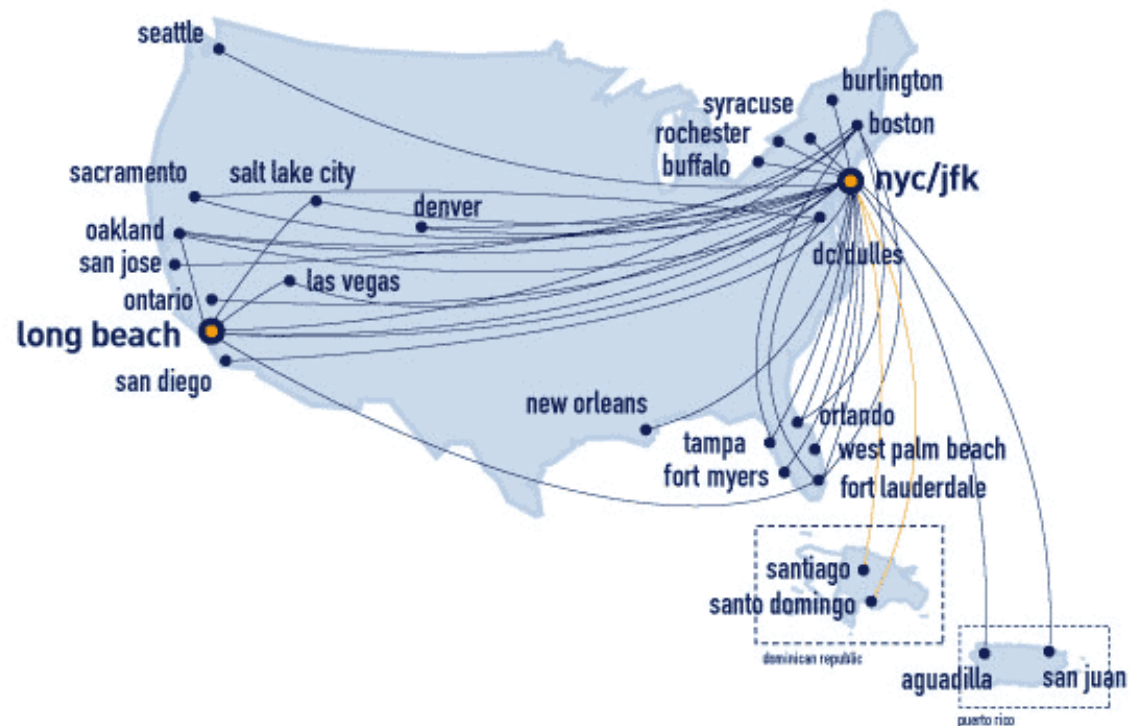 seattle
burlington
syracuse
boston
rochester
buffalo
sacramento
salt lake city
nyc/jfk
denver
oakland
dc/dulles
san jose
las vegas
ontario
long beach
san diego
new orleans
orlando
tampa
west palm beach
fort myers
fort lauderdale
santiago
santo domingo
dominican republic
aguadilla
san juan
puerto rico